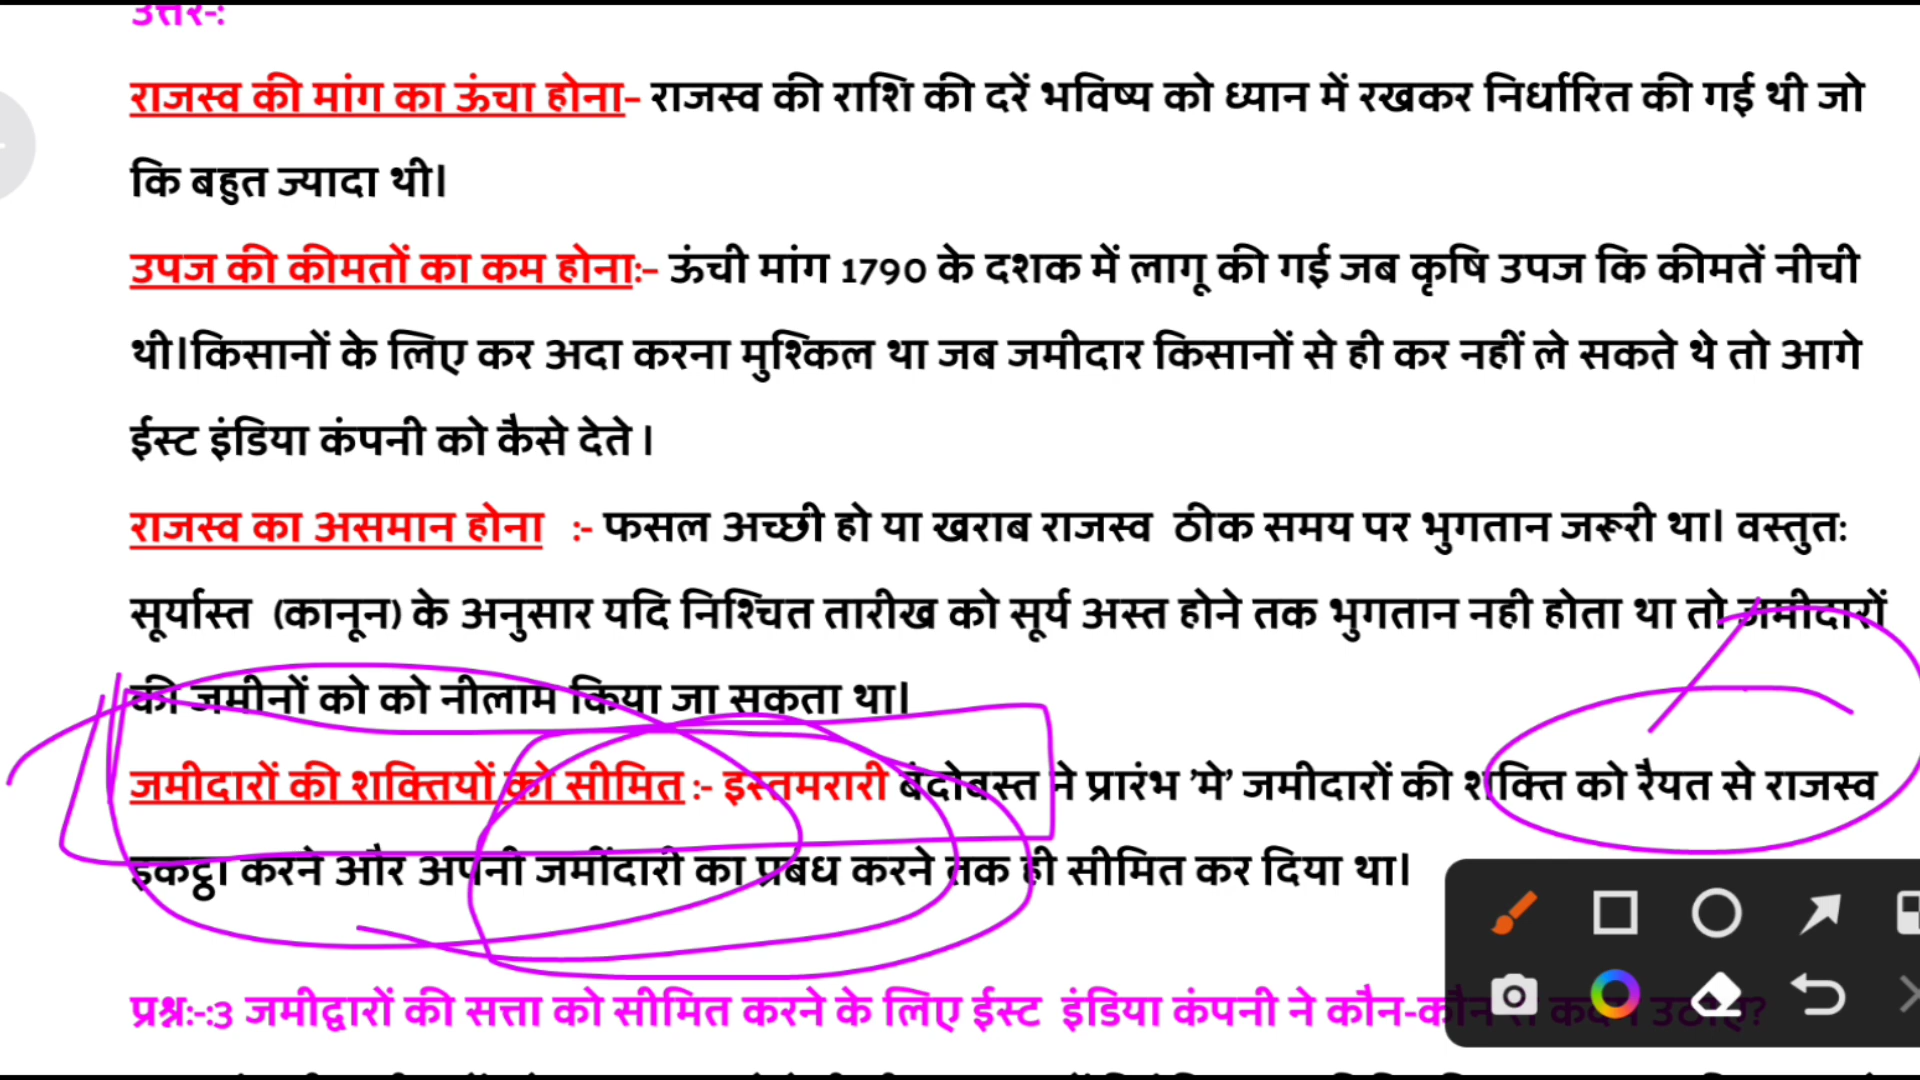 उत्तर-:
राजस्व की मांग का ऊंचा होना- राजस्व की राशि की दरें भविष्य को ध्यान में रखकर निर्धारित की गई थी जो
कि बहुत ज्यादा थी।
उपज की कीमतों का कम होना:- ऊंची मांग 1790 के दशक में लागू की गई जब कृषि उपज कि कीमतें नीची
थी।किसानों के लिए कर अदा करना मुश्किल था जब जमीदार किसानों से ही कर नहीं ले सकते थे तो आगे
ईस्ट इंडिया कंपनी को कैसे देते ।
राजस्व का असमान होना :- फसल अच्छी हो या खराब राजस्व ठीक समय पर भुगतान जरूरी था। वस्तुत:
सूर्यास्त (कानून) के अनुसार यदि निश्चित तारीख को सूर्य अस्त होने तक भुगतान नही होता था तो जमीदारों
की जमीनों को को नीलाम किया जा सकता था।
जमीदारों की शक्तियों को सीमित :- इस्तमरारी बंदोबस्त ने प्रारंभ 'मे' जमीदारों की शक्ति को रैयत से राजस्व
इकट्ठा करने और अपनी जमींदारी का प्रबंध करने तक ही सीमित कर दिया था।
प्रश्न:-:3 जमीद्वारों की सत्ता को सीमित करने के लिए ईस्ट इंडिया कंपनी ने कौन-कौन